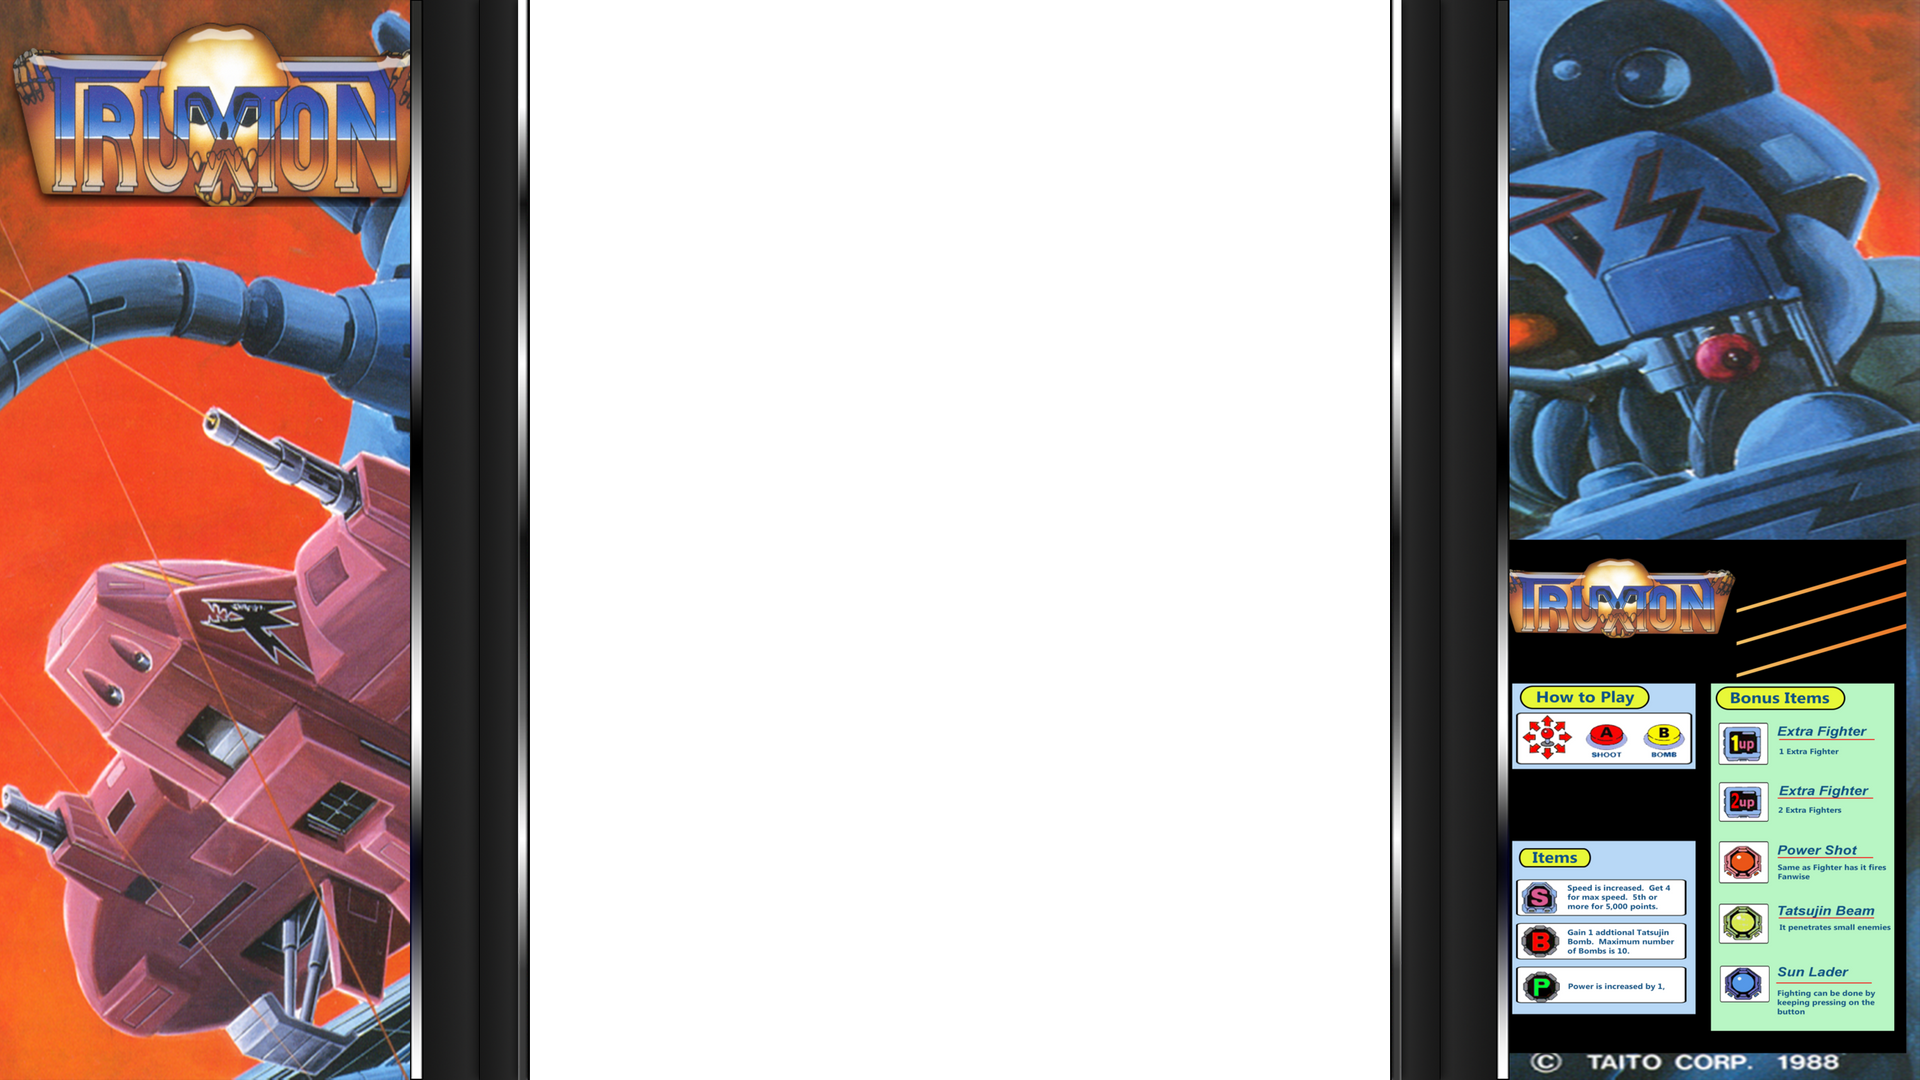 TRUXTON
TRUXTON
How to Play
A
B
SHOOT
BOMB
Items
S
Speed is increased. Get 4
for max speed. 5th or
more for 5,000 points.
B
Gain 1 addtional Tatsujin
Bomb. Maximum number
of Bombs is 10.
P
Power is increased by 1,
Bonus Items
1up
Extra Fighter
1 Extra Fighter
2up
Extra Fighter
2 Extra Fighters
Power Shot
Same as Fighter has it fires
Fanwise
Tatsujin Beam
It penetrates small enemies
Sun Lader
Fighting can be done by
keeping pressing on the
button
© TAITO CORP. 1988